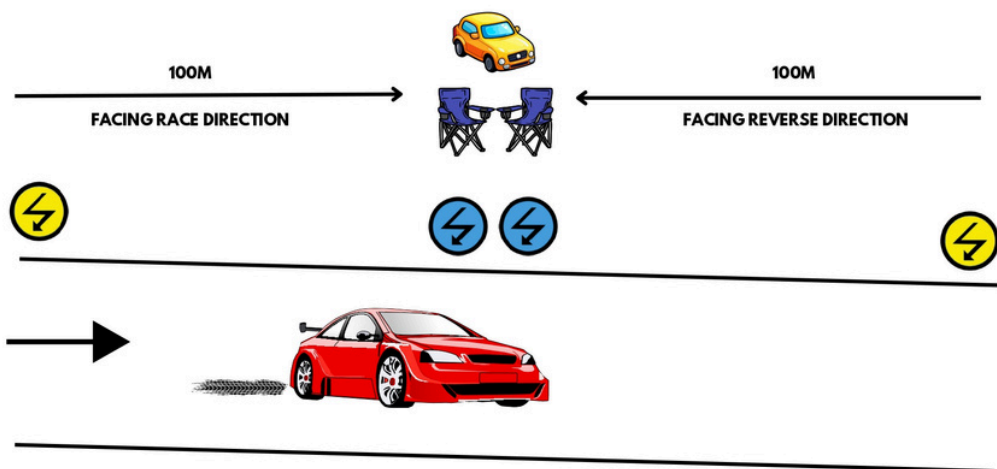 100M
FACING RACE DIRECTION
100M
FACING REVERSE DIRECTION